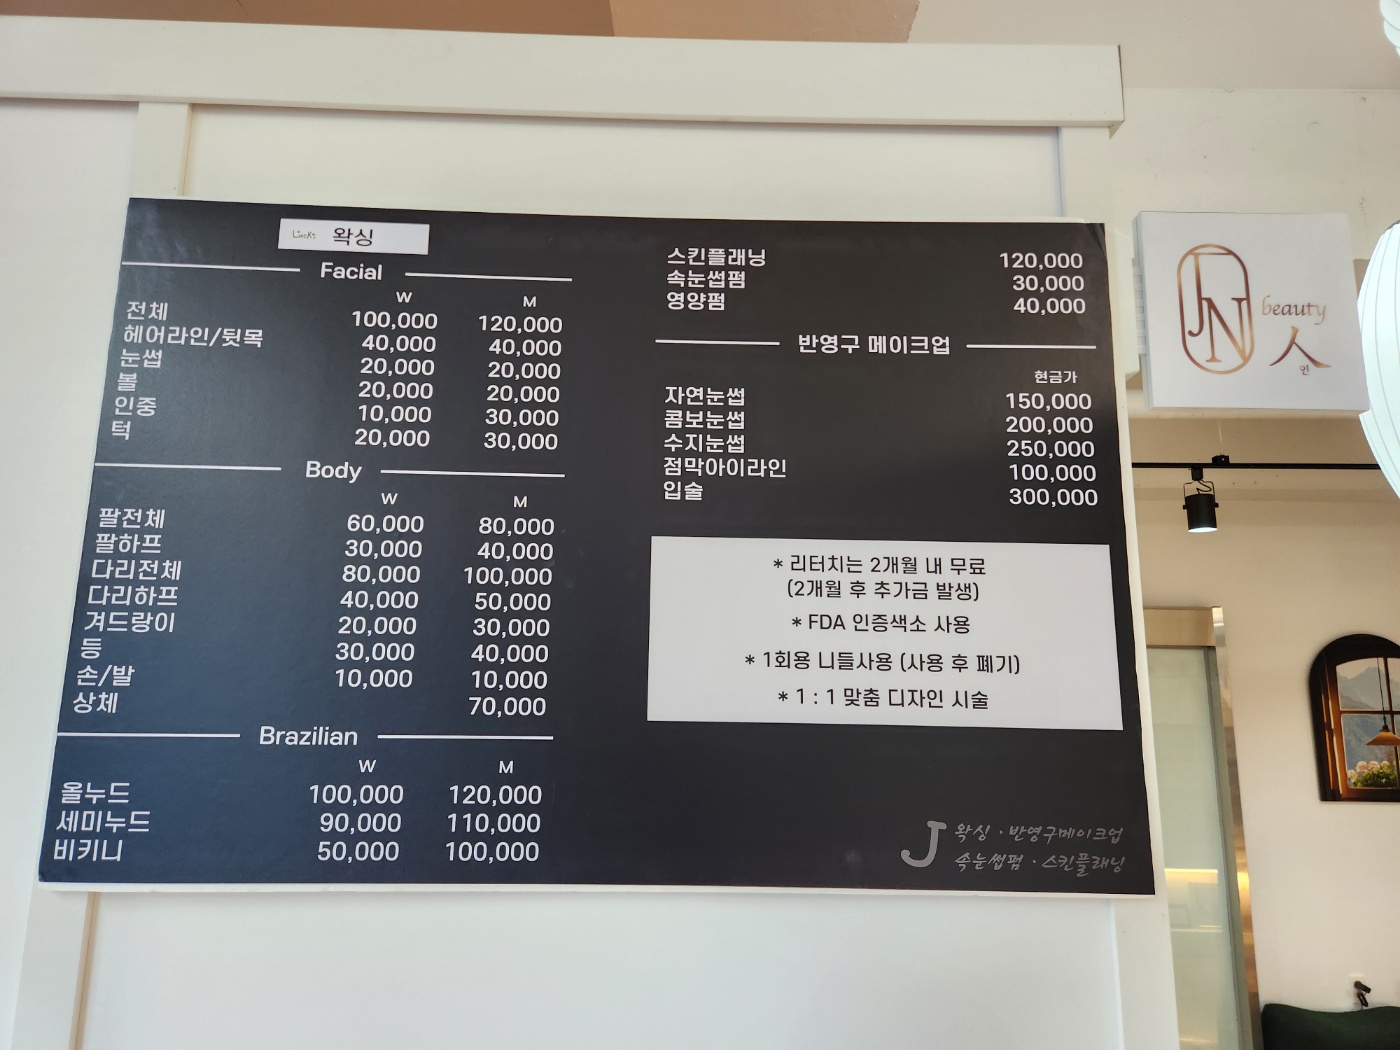 Lucks 왁싱
Facial
W M
전체 100,000 120,000
헤어라인/뒷목 40,000 40,000
눈썹 20,000 20,000
볼 20,000 20,000
인중 10,000 30,000
턱 20,000 30,000
Body
W M
팔전체 60,000 80,000
팔하프 30,000 40,000
다리전체 80,000 100,000
다리하프 40,000 50,000
겨드랑이 20,000 30,000
등 30,000 40,000
손/발 10,000 10,000
상체 70,000
Brazilian
W M
올누드 100,000 120,000
세미누드 90,000 110,000
비키니 50,000 100,000
스킨플래닝 120,000
속눈썹펌 30,000
영양펌 40,000
반영구 메이크업
현금가
자연눈썹 150,000
콤보눈썹 200,000
수지눈썹 250,000
점막아이라인 100,000
입술 300,000
* 리터치는 2개월 내 무료
(2개월 후 추가금 발생)
* FDA 인증색소 사용
* 1회용 니들사용 (사용 후 폐기)
* 1 : 1 맞춤 디자인 시술
J 왁싱 · 반영구메이크업
속눈썹펌 · 스킨플래닝
JN beauty
人
인